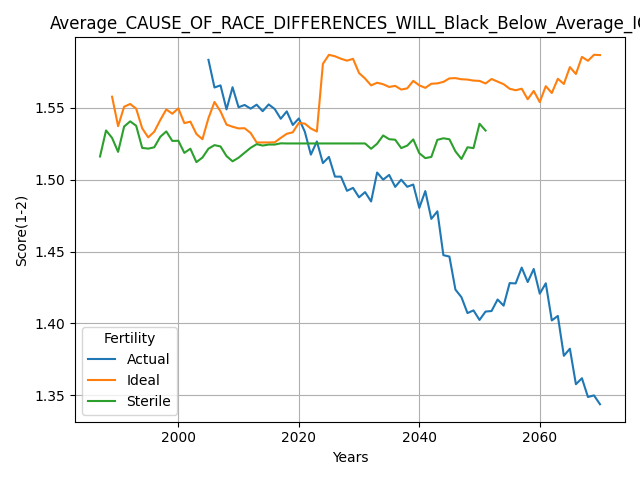 Average_CAUSE_OF_RACE_DIFFERENCES_WILL_Black_Below_Average_IQ
Score(1-2)
1.55
1.50
1.45
1.40
1.35
Fertility
Actual
Ideal
Sterile
2000 2020 2040 2060
Years